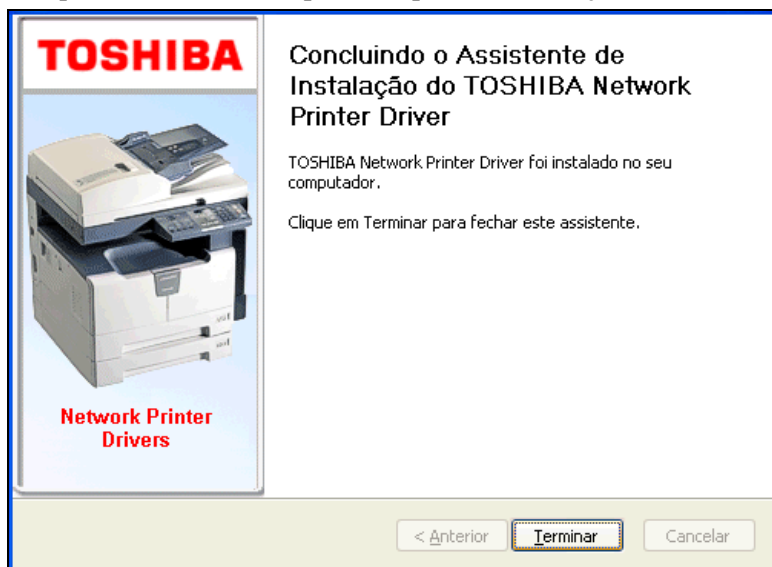 TOSHIBA
Network Printer
Drivers
Concluindo o Assistente de
Instalação do TOSHIBA Network
Printer Driver
TOSHIBA Network Printer Driver foi instalado no seu
computador.
Clique em Terminar para fechar este assistente.
< Anterior
Terminar
Cancelar